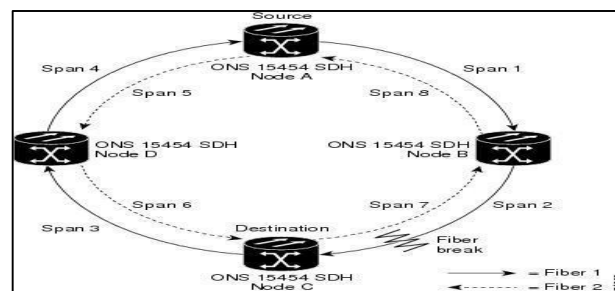 Source
Span 4
Span 1
ONS 15454 SDH
Node A
Span 5
Span 8
ONS 15454 SDH
Node D
ONS 15454 SDH
Node B
Span 6
Span 7
Span 3
Destination
Span 2
Fiber
break
ONS 15454 SDH
Node C
= Fiber 1
= Fiber 2